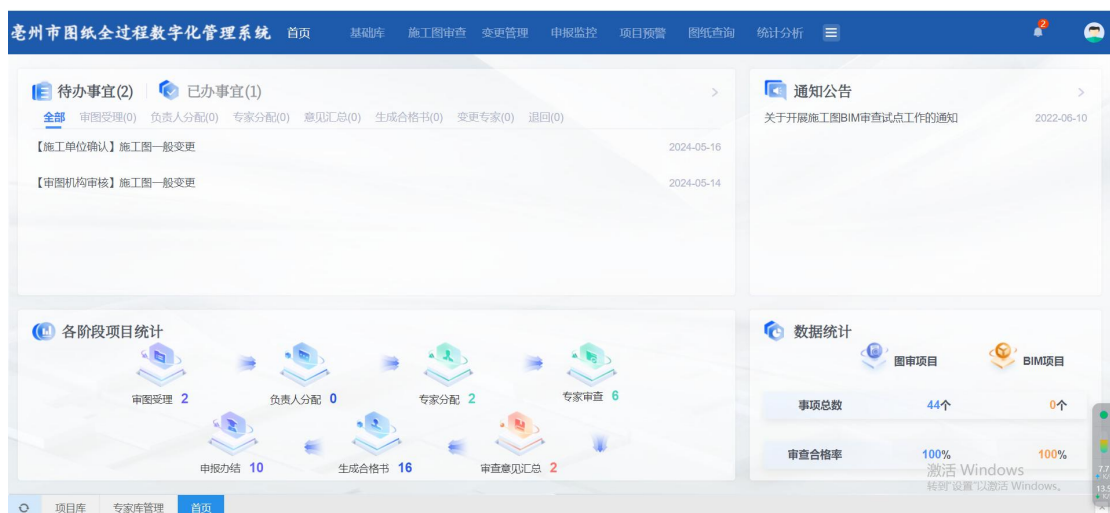 亳州市图纸全过程数字化管理系统 首页 基础库 施工图审查 变更管理 申报监控 项目预警 图纸查询 统计分析 2
待办事宜(2) 已办事宜(1)
全部 审图受理(0) 负责人分配(0) 专家分配(0) 意见汇总(0) 生成合格书(0) 变更专家(0) 退回(0)
【施工单位确认】施工图一般变更 2024-05-16
【审图机构审核】施工图一般变更 2024-05-14
通知公告
关于开展施工图BIM审查试点工作的通知 2022-06-10
各阶段项目统计
审图受理 2 负责人分配 0 专家分配 2 专家审查 6
申报办结 10 生成合格书 16 审查意见汇总 2
数据统计
图审项目 BIM项目
事项总数 44个 0个
审查合格率 100% 100%
激活 Windows
转到"设置"以激活 Windows。
7.7
13.5
项目库 专家库管理 首页